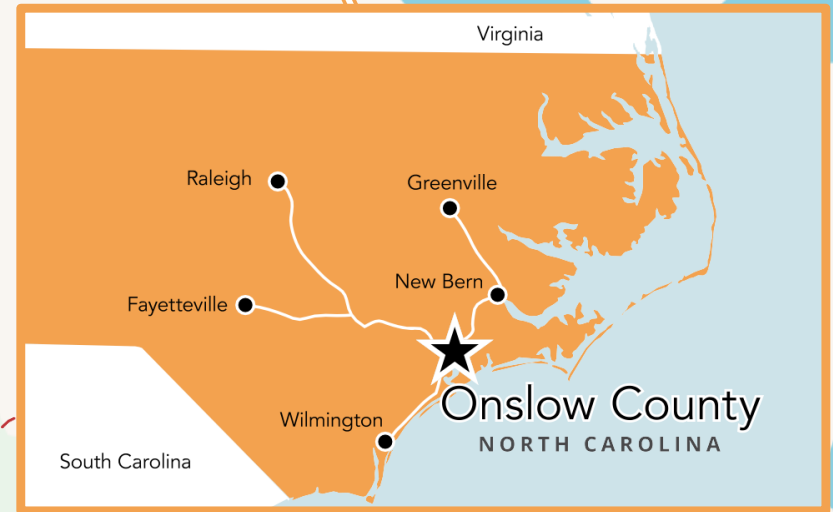 Virginia
Raleigh
Greenville
New Bern
Fayetteville
Onslow County
NORTH CAROLINA
Wilmington
South Carolina